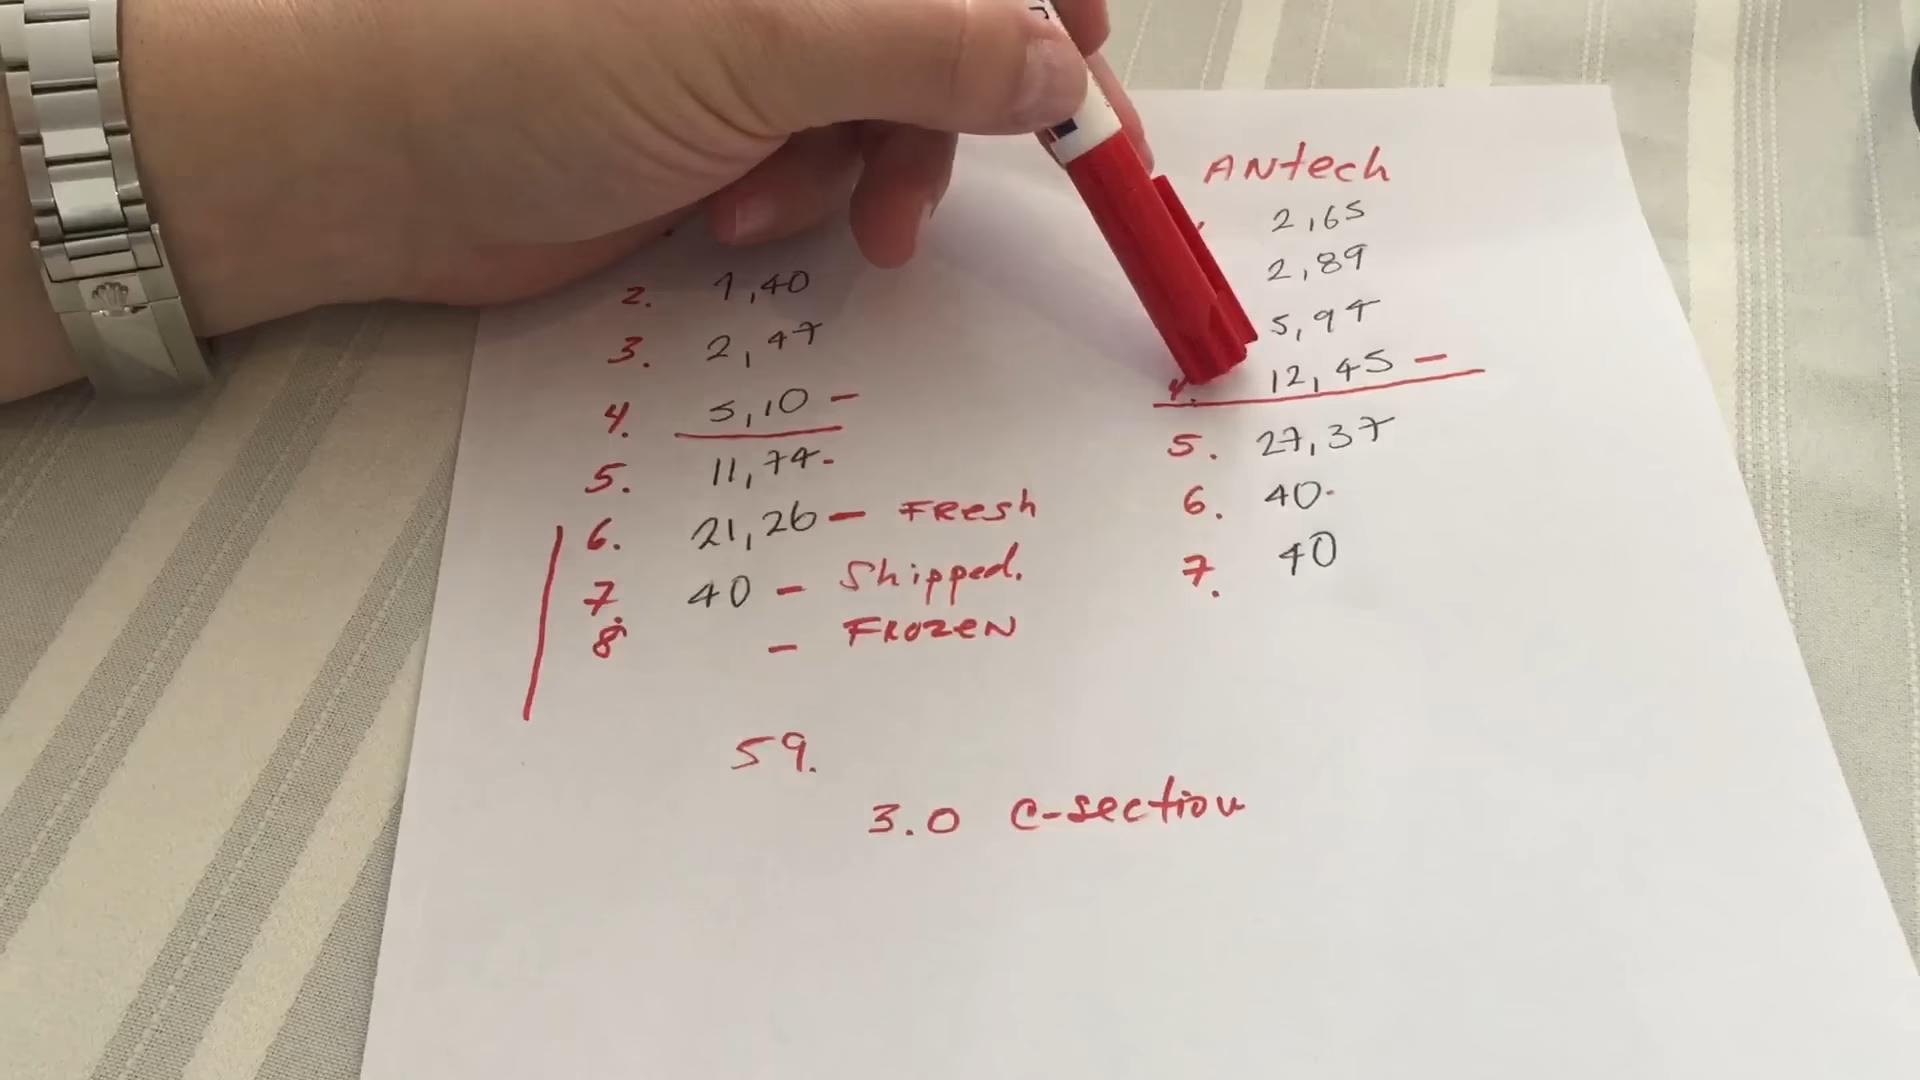 2. 1,40
3. 2,47
4. 5,10 –
5. 11,74-
6. 21,26 – Fresh
7. 40 – Shipped.
8 – Frozen
59.
3.0 C-section
ANtech
2,65
2,89
5,94
4. 12,45 –
5. 27,37
6. 40-
7. 40